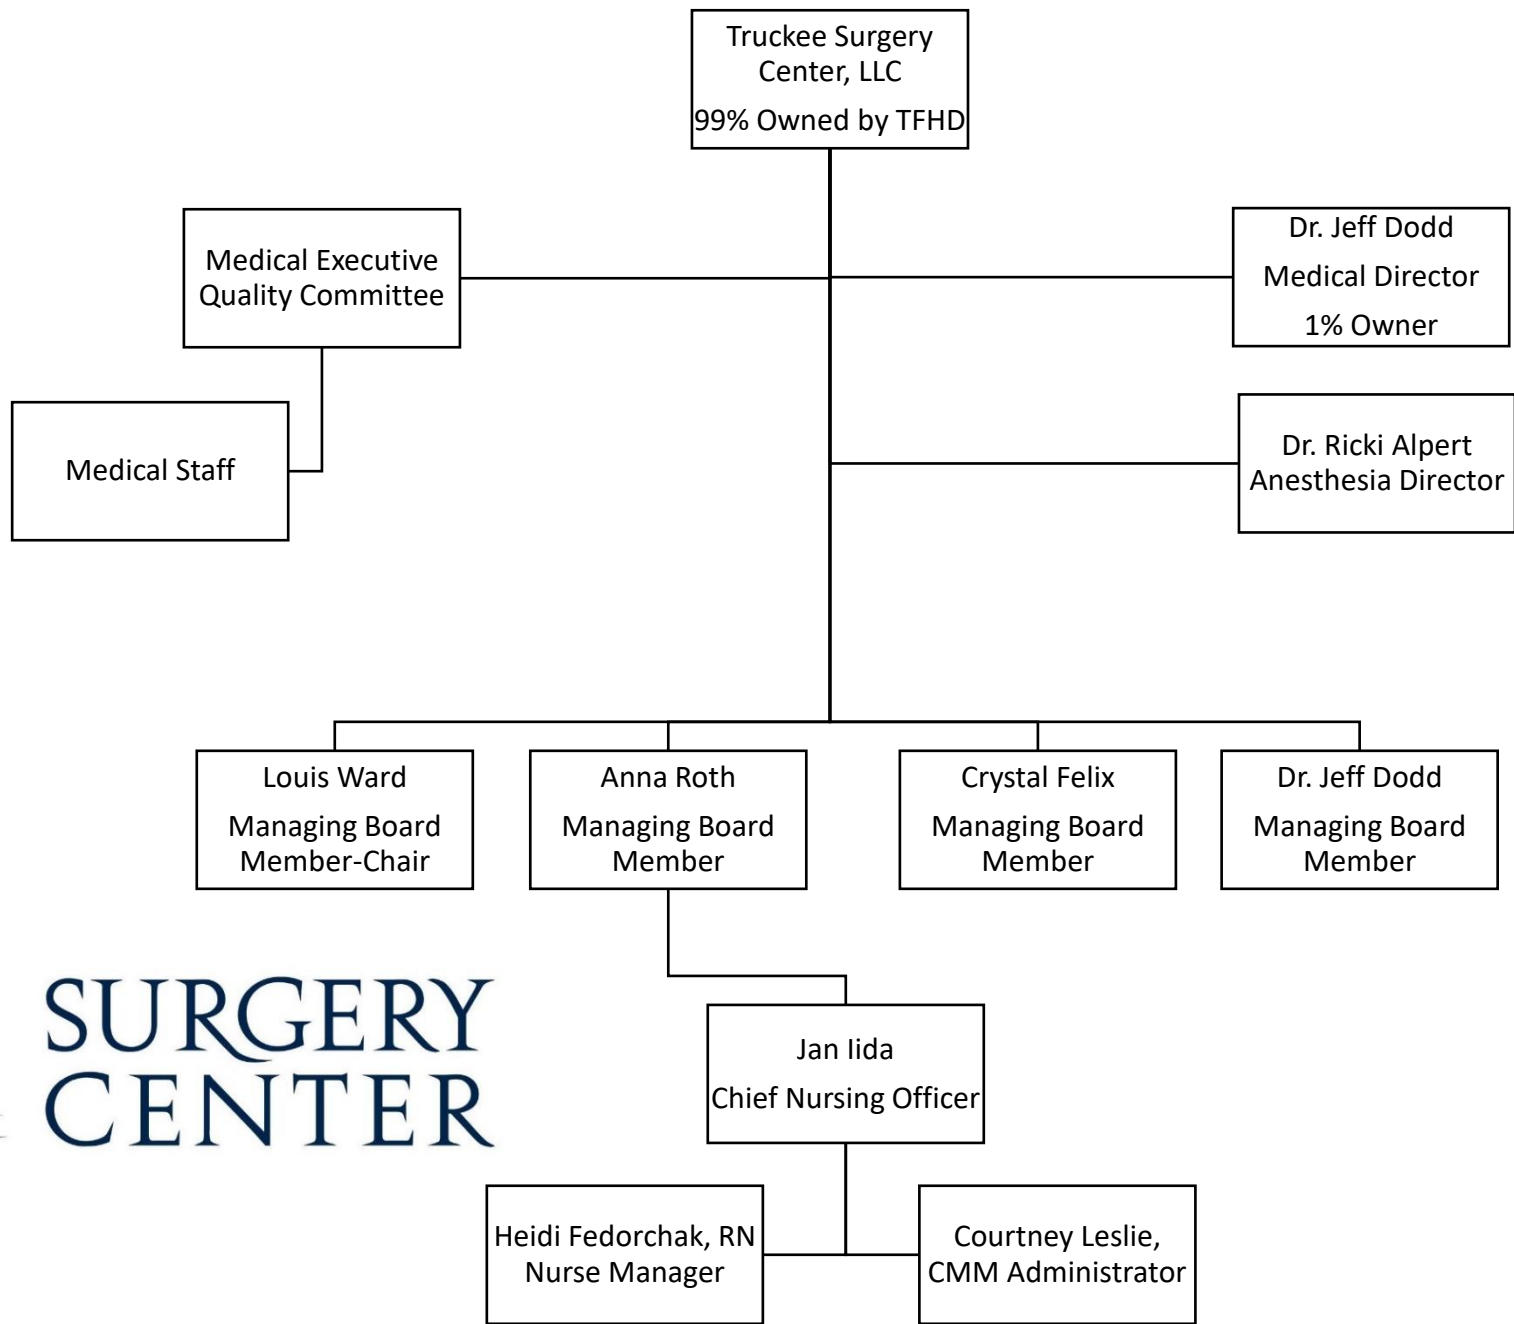 Truckee Surgery
Center, LLC
99% Owned by TFHD
Medical Executive
Quality Committee
Dr. Jeff Dodd
Medical Director
1% Owner
Medical Staff
Dr. Ricki Alpert
Anesthesia Director
Louis Ward
Managing Board
Member-Chair
Anna Roth
Managing Board
Member
Crystal Felix
Managing Board
Member
Dr. Jeff Dodd
Managing Board
Member
SURGERY
CENTER
Jan Iida
Chief Nursing Officer
Heidi Fedorchak, RN
Nurse Manager
Courtney Leslie,
CMM Administrator